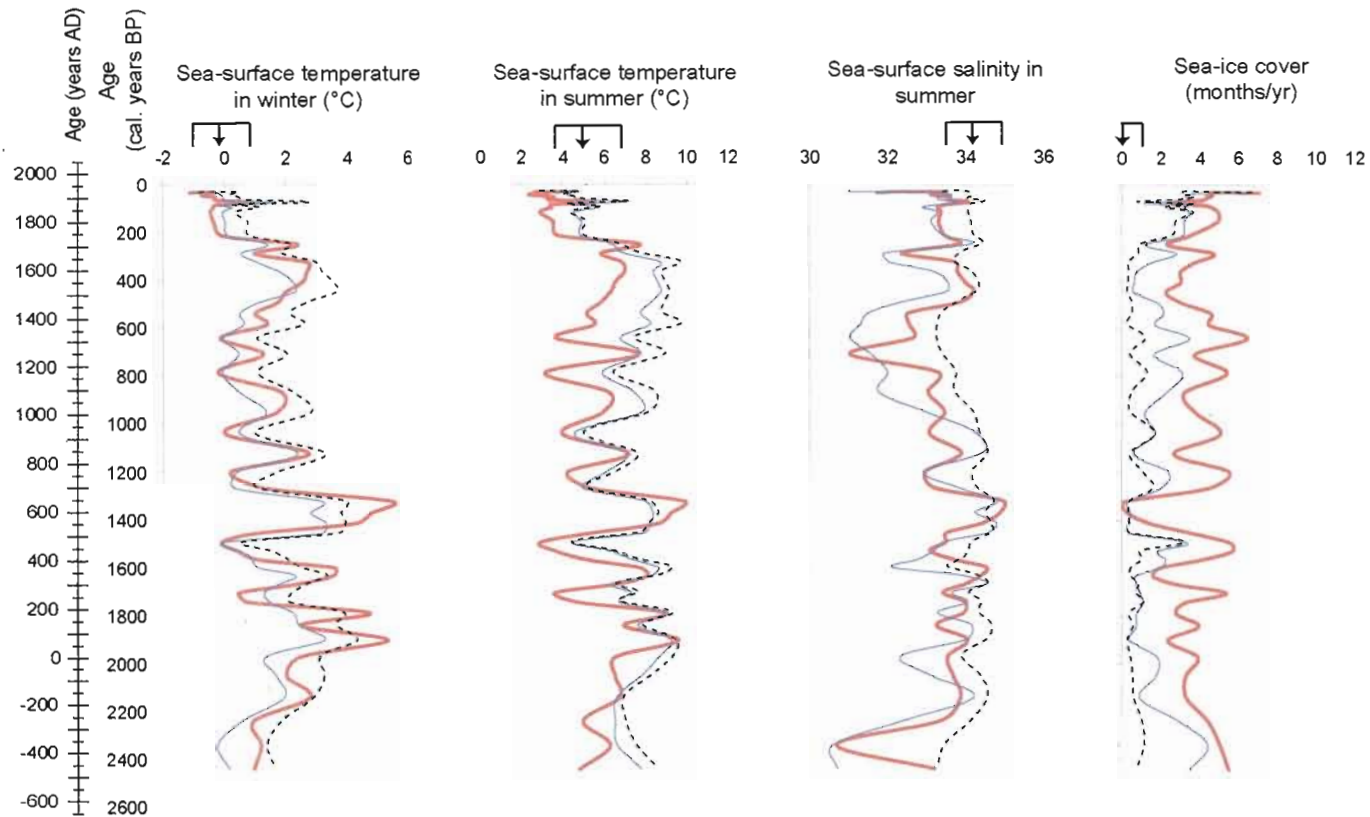 Age (years AD)
Age
(cal. years BP)
Sea-surface temperature
in winter (°C)
Sea-surface temperature
in summer (°C)
Sea-surface salinity in
summer
Sea-ice cover
(months/yr)
-2 0 2 4 6
0 2 4 6 8 10 12
30 32 34 36
0 2 4 6 8 10 12
2000
1800
1600
1400
1200
1000
800
600
400
200
0
-200
-400
-600
0
200
400
600
800
1000
1200
1400
1600
1800
2000
2200
2400
2600